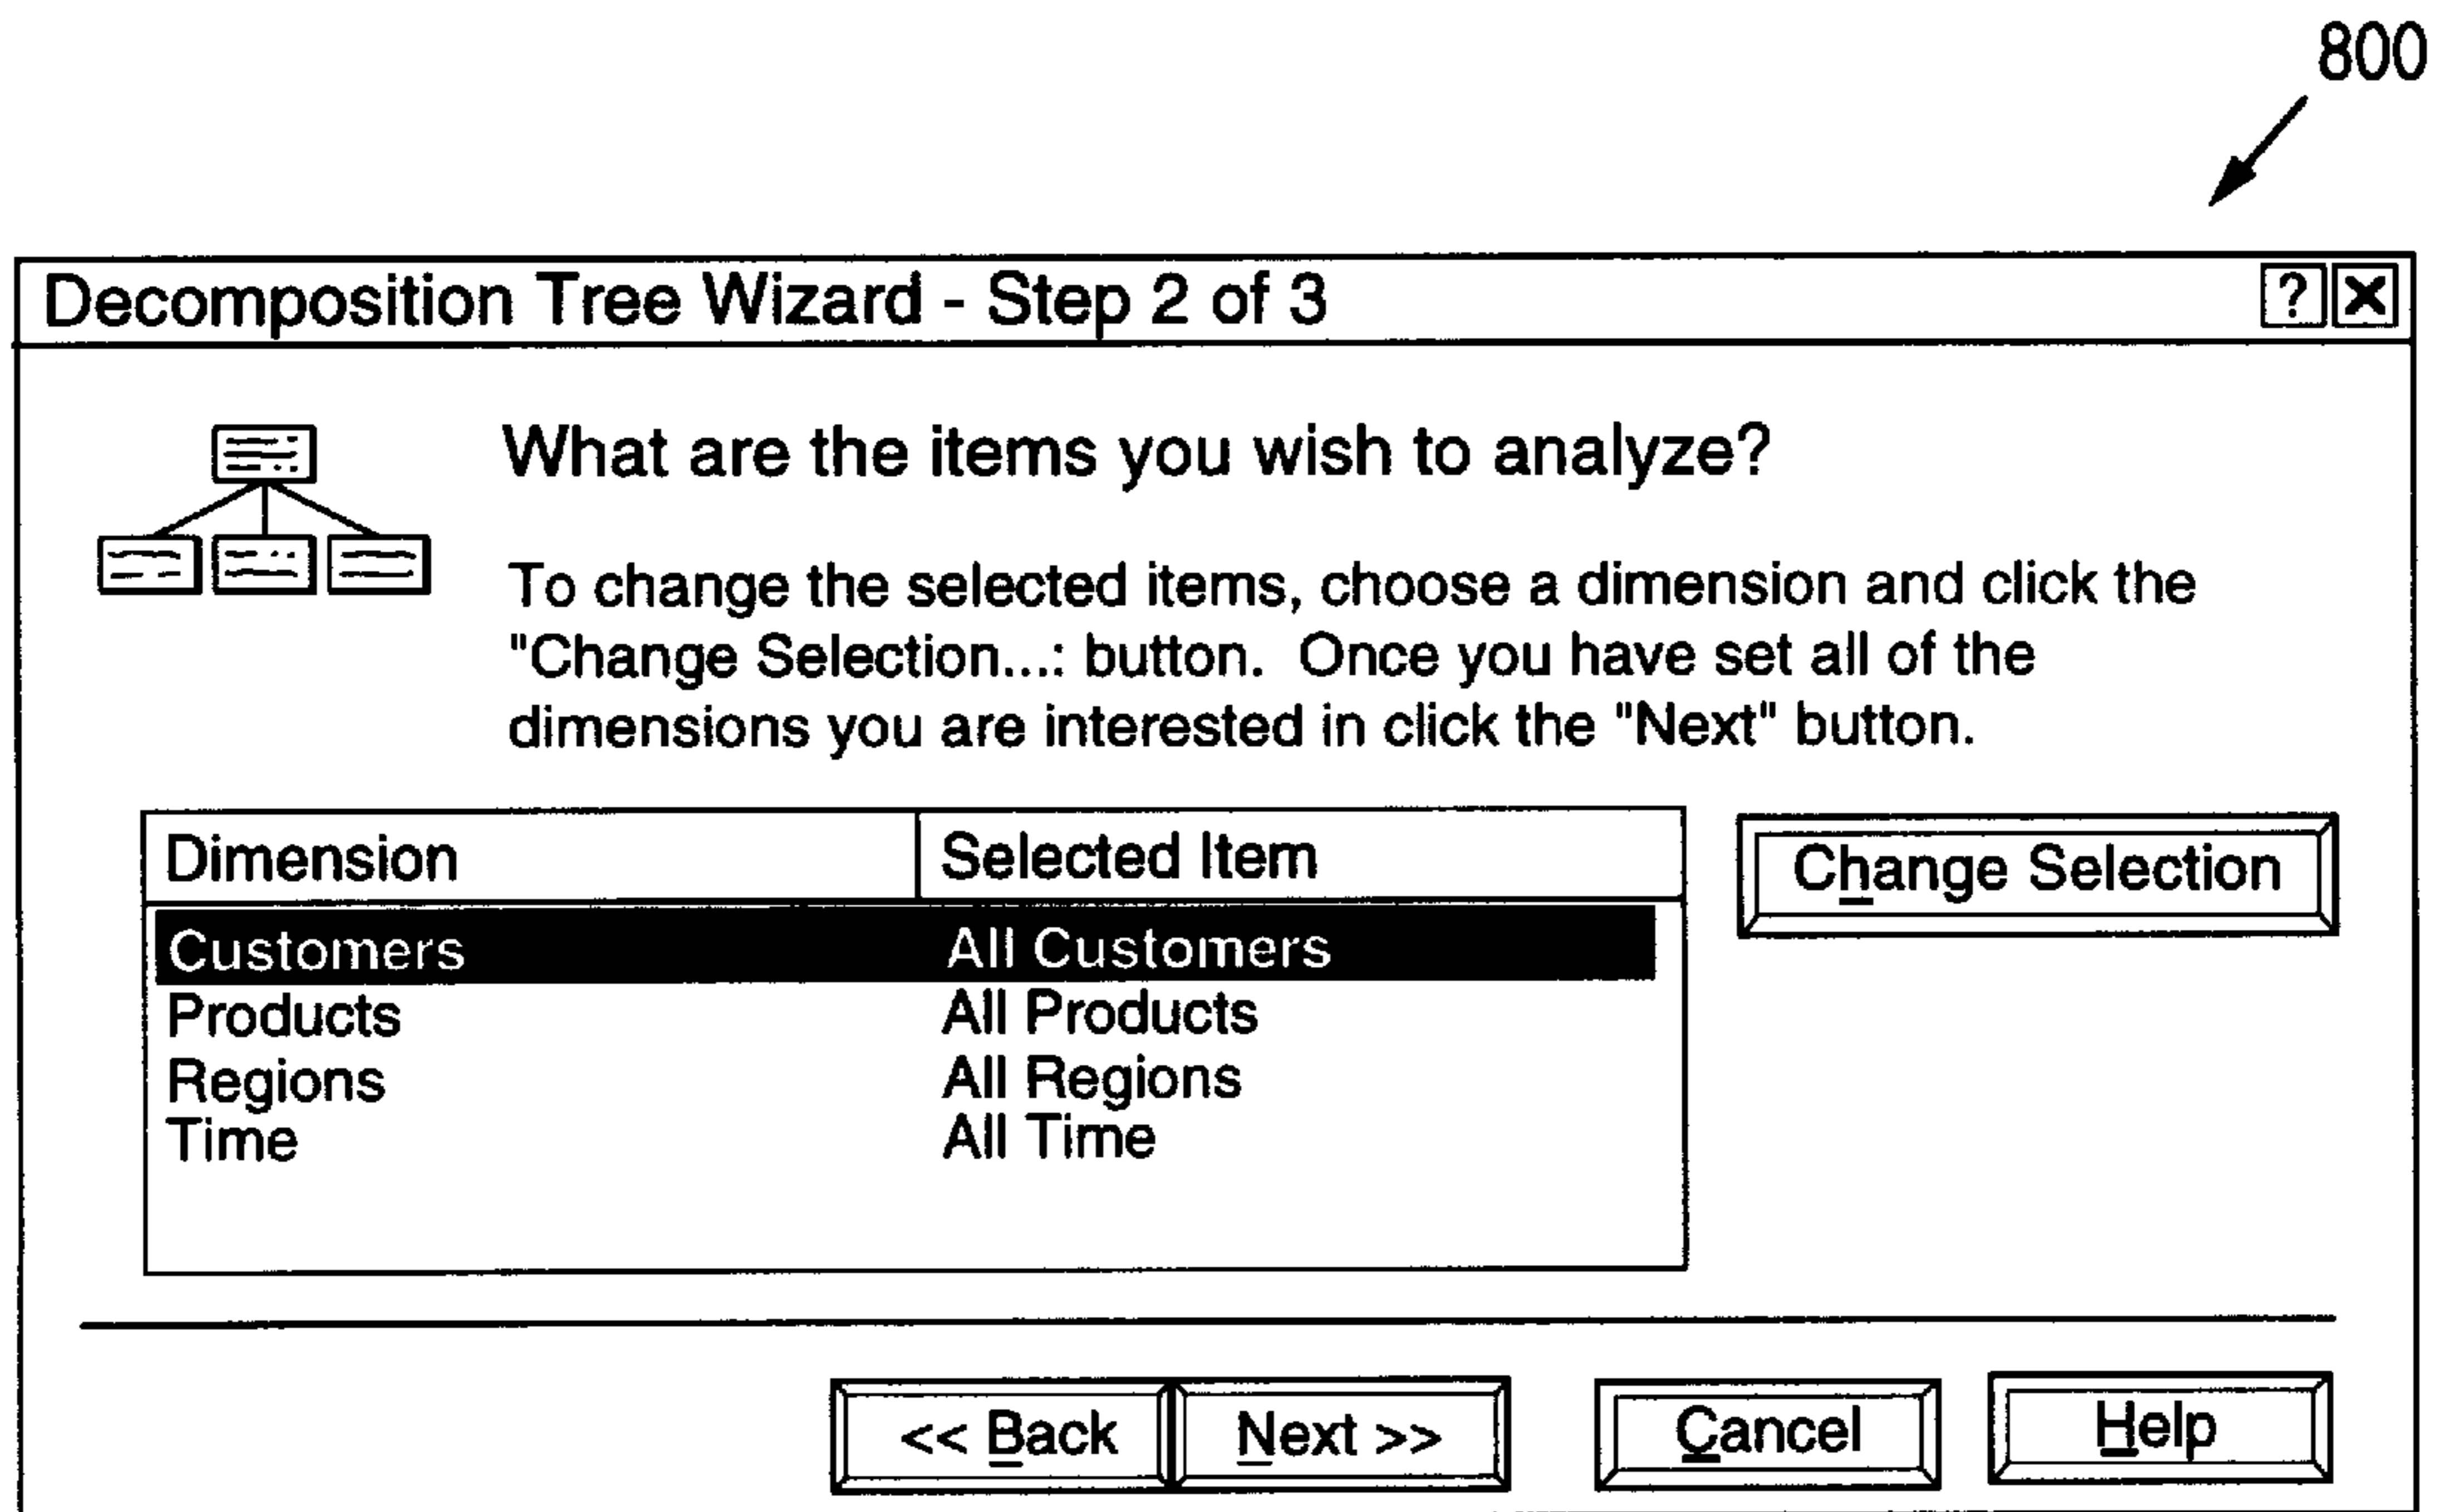 800
Decomposition Tree Wizard - Step 2 of 3
What are the items you wish to analyze?
To change the selected items, choose a dimension and click the
"Change Selection...: button. Once you have set all of the
dimensions you are interested in click the "Next" button.
Dimension Selected Item
Change Selection
Customers All Customers
Products All Products
Regions All Regions
Time All Time
<< Back Next >> Cancel Help